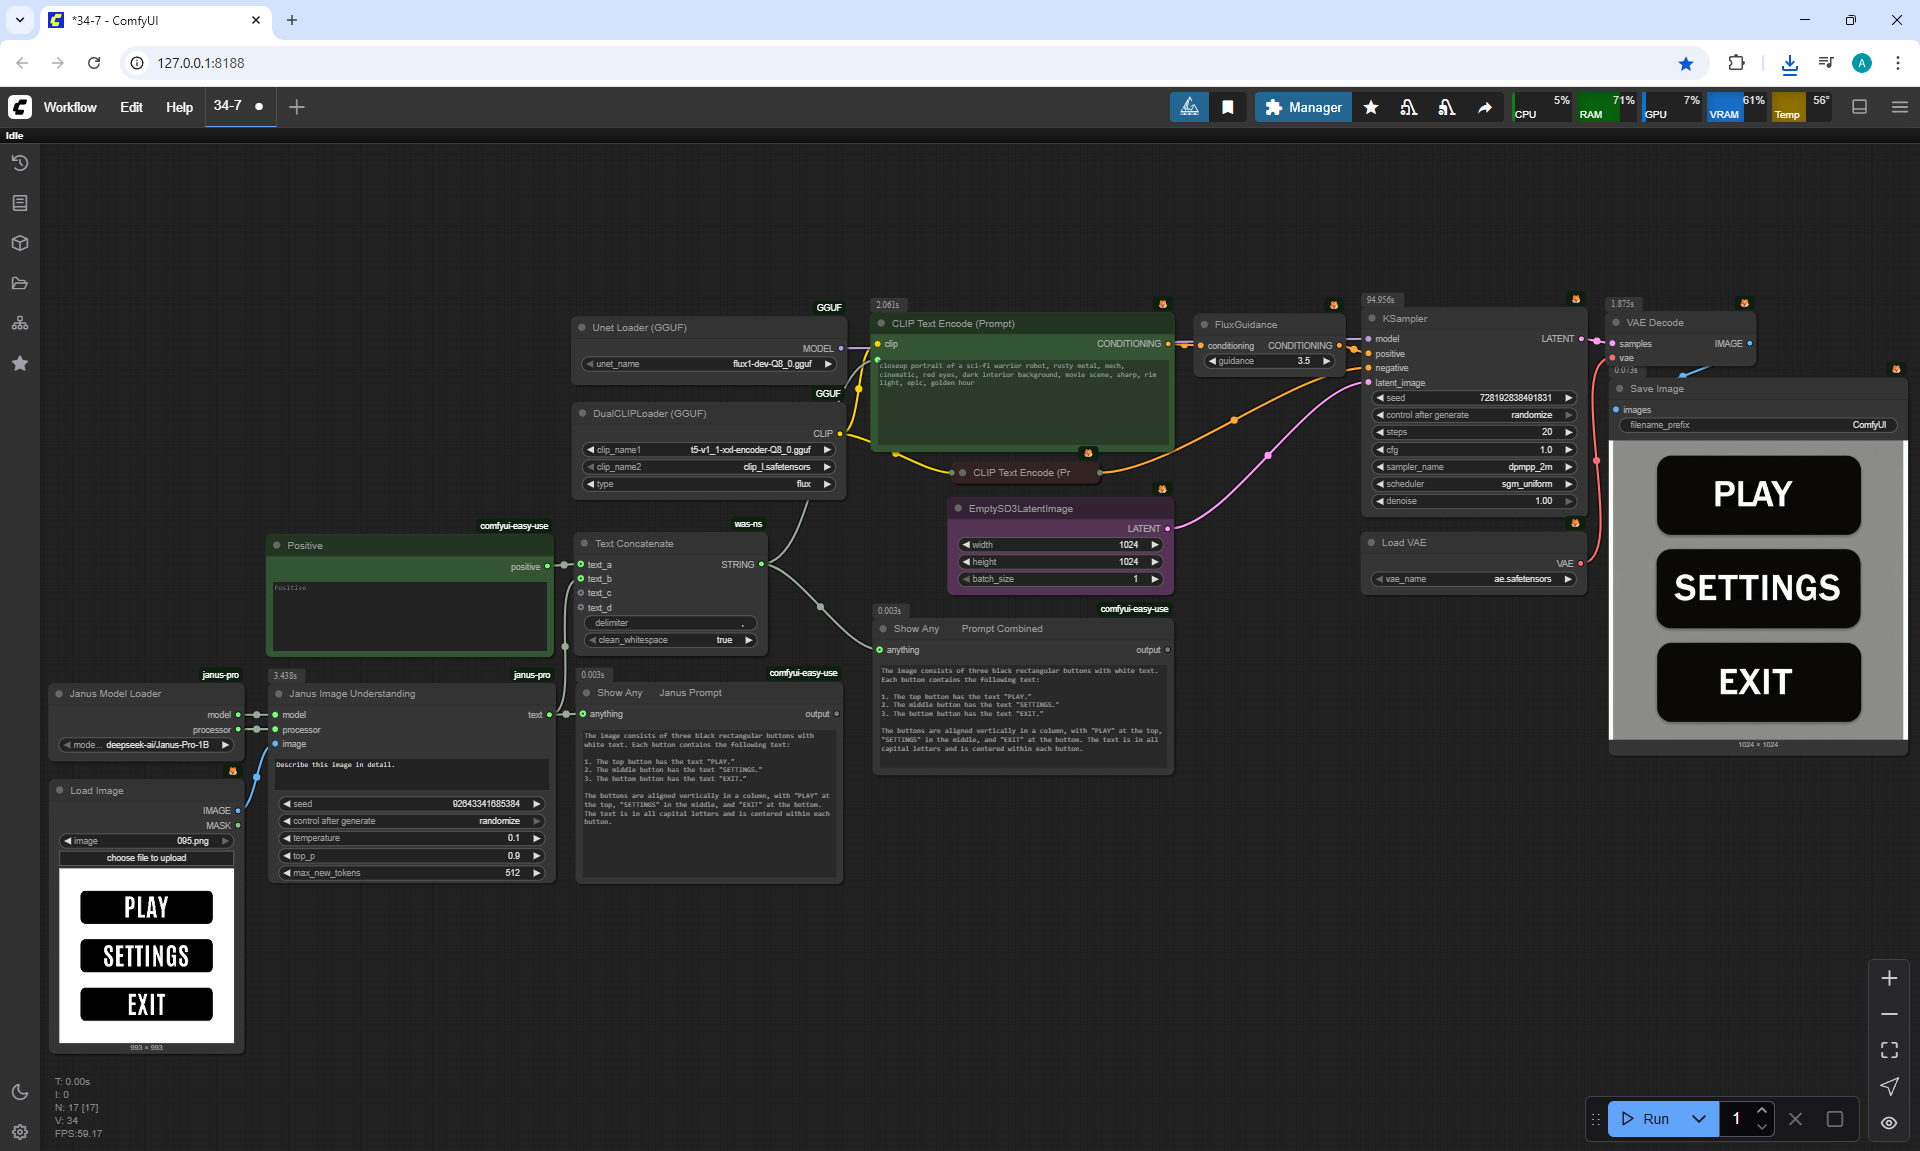 *34-7 - ComfyUI
127.0.0.1:8188
Workflow Edit Help 34-7
Manager
CPU 5% RAM 71% GPU 7% VRAM 61% Temp 56°
Idle
GGUF
Unet Loader (GGUF)
MODEL
unet_name flux1-dev-Q8_0.gguf
GGUF
DualCLIPLoader (GGUF)
CLIP
clip_name1 t5-v1_1-xxl-encoder-Q8_0.gguf
clip_name2 clip_l.safetensors
type flux
2.061s
CLIP Text Encode (Prompt)
clip CONDITIONING
closeup portrait of a sci-fi warrior robot, rusty metal, mech,
cinematic, red eyes, dark interior background, movie scene, sharp, rim
light, epic, golden hour
CLIP Text Encode (Pr
FluxGuidance
conditioning CONDITIONING
guidance 3.5
EmptySD3LatentImage
LATENT
width 1024
height 1024
batch_size 1
94.956s
KSampler
model LATENT
positive
negative
latent_image
seed 728192838491831
control after generate randomize
steps 20
cfg 1.0
sampler_name dpmpp_2m
scheduler sgm_uniform
denoise 1.00
Load VAE
VAE
vae_name ae.safetensors
1.875s
VAE Decode
samples IMAGE
vae
0.073s
Save Image
images
filename_prefix ComfyUI
PLAY
SETTINGS
EXIT
1024 × 1024
comfyui-easy-use
Positive
positive
Positive
was-ns
Text Concatenate
text_a STRING
text_b
text_c
text_d
delimiter ,
clean_whitespace true
0.003s
comfyui-easy-use
Show Any Prompt Combined
anything output
The image consists of three black rectangular buttons with white text.
Each button contains the following text:
1. The top button has the text "PLAY."
2. The middle button has the text "SETTINGS."
3. The bottom button has the text "EXIT."
The buttons are aligned vertically in a column, with "PLAY" at the top,
"SETTINGS" in the middle, and "EXIT" at the bottom. The text is in all
capital letters and is centered within each button.
janus-pro
Janus Model Loader
model
processor
mode... deepseek-ai/Janus-Pro-1B
3.438s
janus-pro
Janus Image Understanding
model text
processor
image
Describe this image in detail.
seed 92643341685384
control after generate randomize
temperature 0.1
top_p 0.9
max_new_tokens 512
0.003s
comfyui-easy-use
Show Any Janus Prompt
anything output
The image consists of three black rectangular buttons with
white text. Each button contains the following text:
1. The top button has the text "PLAY."
2. The middle button has the text "SETTINGS."
3. The bottom button has the text "EXIT."
The buttons are aligned vertically in a column, with "PLAY" at
the top, "SETTINGS" in the middle, and "EXIT" at the bottom.
The text is in all capital letters and is centered within each
button.
Load Image
IMAGE
MASK
image 095.png
choose file to upload
PLAY
SETTINGS
EXIT
993 × 993
T: 0.00s
I: 0
N: 17 [17]
V: 34
FPS:59.17
Run 1
A